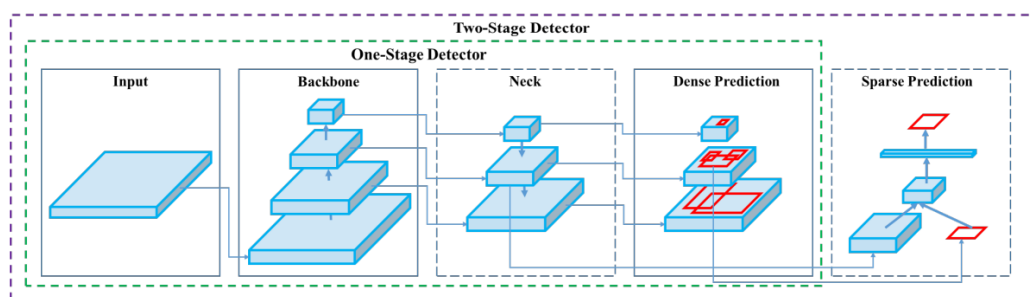 Two-Stage Detector
One-Stage Detector
Input
Backbone
Neck
Dense Prediction
Sparse Prediction